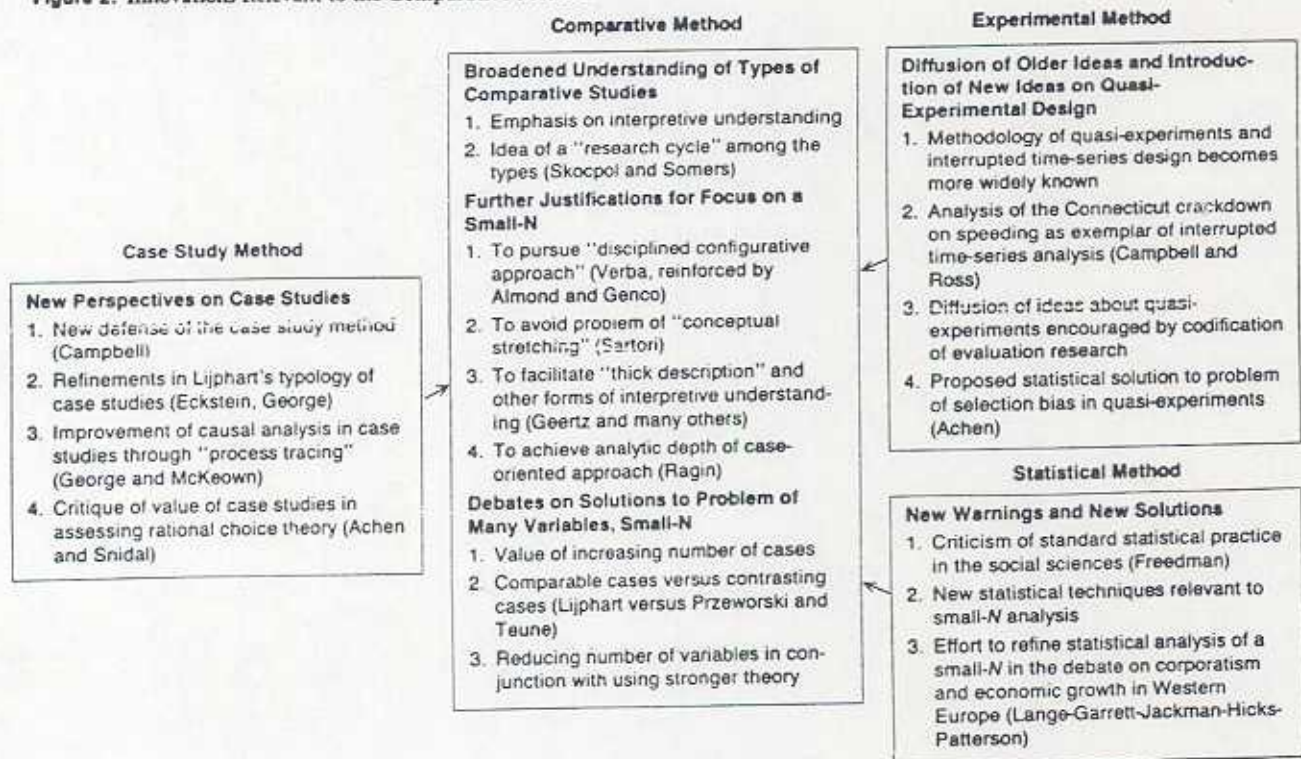 Figure 2. Innovations Relevant to the
Case Study Method
New Perspectives on Case Studies
1. New defense of the case study method
(Campbell)
2. Refinements in Lijphart's typology of
case studies (Eckstein, George)
3. Improvement of causal analysis in case
studies through "process tracing"
(George and McKeown)
4. Critique of value of case studies in
assessing rational choice theory (Achen
and Snidal)
Comparative Method
Broadened Understanding of Types of
Comparative Studies
1. Emphasis on interpretive understanding
2. Idea of a "research cycle" among the
types (Skocpol and Somers)
Further Justifications for Focus on a
Small-N
1. To pursue "disciplined configurative
approach" (Verba, reinforced by
Almond and Genco)
2. To avoid problem of "conceptual
stretching" (Sartori)
3. To facilitate "thick description" and
other forms of interpretive understand-
ing (Geertz and many others)
4. To achieve analytic depth of case-
oriented approach (Ragin)
Debates on Solutions to Problem of
Many Variables, Small-N
1. Value of increasing number of cases
2. Comparable cases versus contrasting
cases (Lijphart versus Przeworski and
Teune)
3. Reducing number of variables in con-
junction with using stronger theory
Experimental Method
Diffusion of Older Ideas and Introduc-
tion of New Ideas on Quasi-
Experimental Design
1. Methodology of quasi-experiments and
interrupted time-series design becomes
more widely known
2. Analysis of the Connecticut crackdown
on speeding as exemplar of interrupted
time-series analysis (Campbell and
Ross)
3. Diffusion of ideas about quasi-
experiments encouraged by codification
of evaluation research
4. Proposed statistical solution to problem
of selection bias in quasi-experiments
(Achen)
Statistical Method
New Warnings and New Solutions
1. Criticism of standard statistical practice
in the social sciences (Freedman)
2. New statistical techniques relevant to
small-N analysis
3. Effort to refine statistical analysis of a
small-N in the debate on corporatism
and economic growth in Western
Europe (Lange-Garrett-Jackman-Hicks-
Patterson)